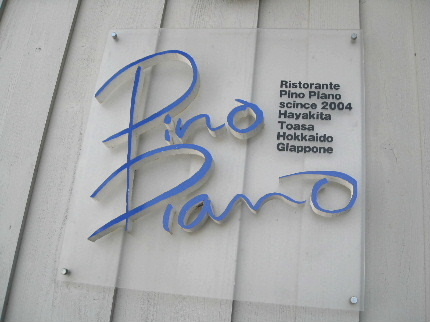 Pino
Piano
Ristorante
Pino Piano
scince 2004
Hayakita
Toasa
Hokkaido
Giappone